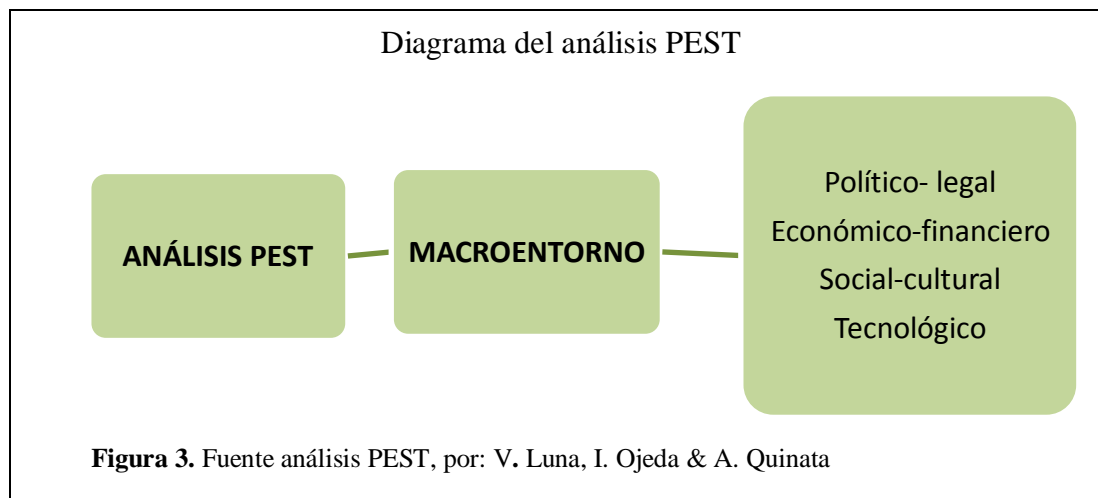 Diagrama del análisis PEST
ANÁLISIS PEST
MACROENTORNO
Político- legal
Económico-financiero
Social-cultural
Tecnológico
Figura 3. Fuente análisis PEST, por: V. Luna, I. Ojeda & A. Quinata